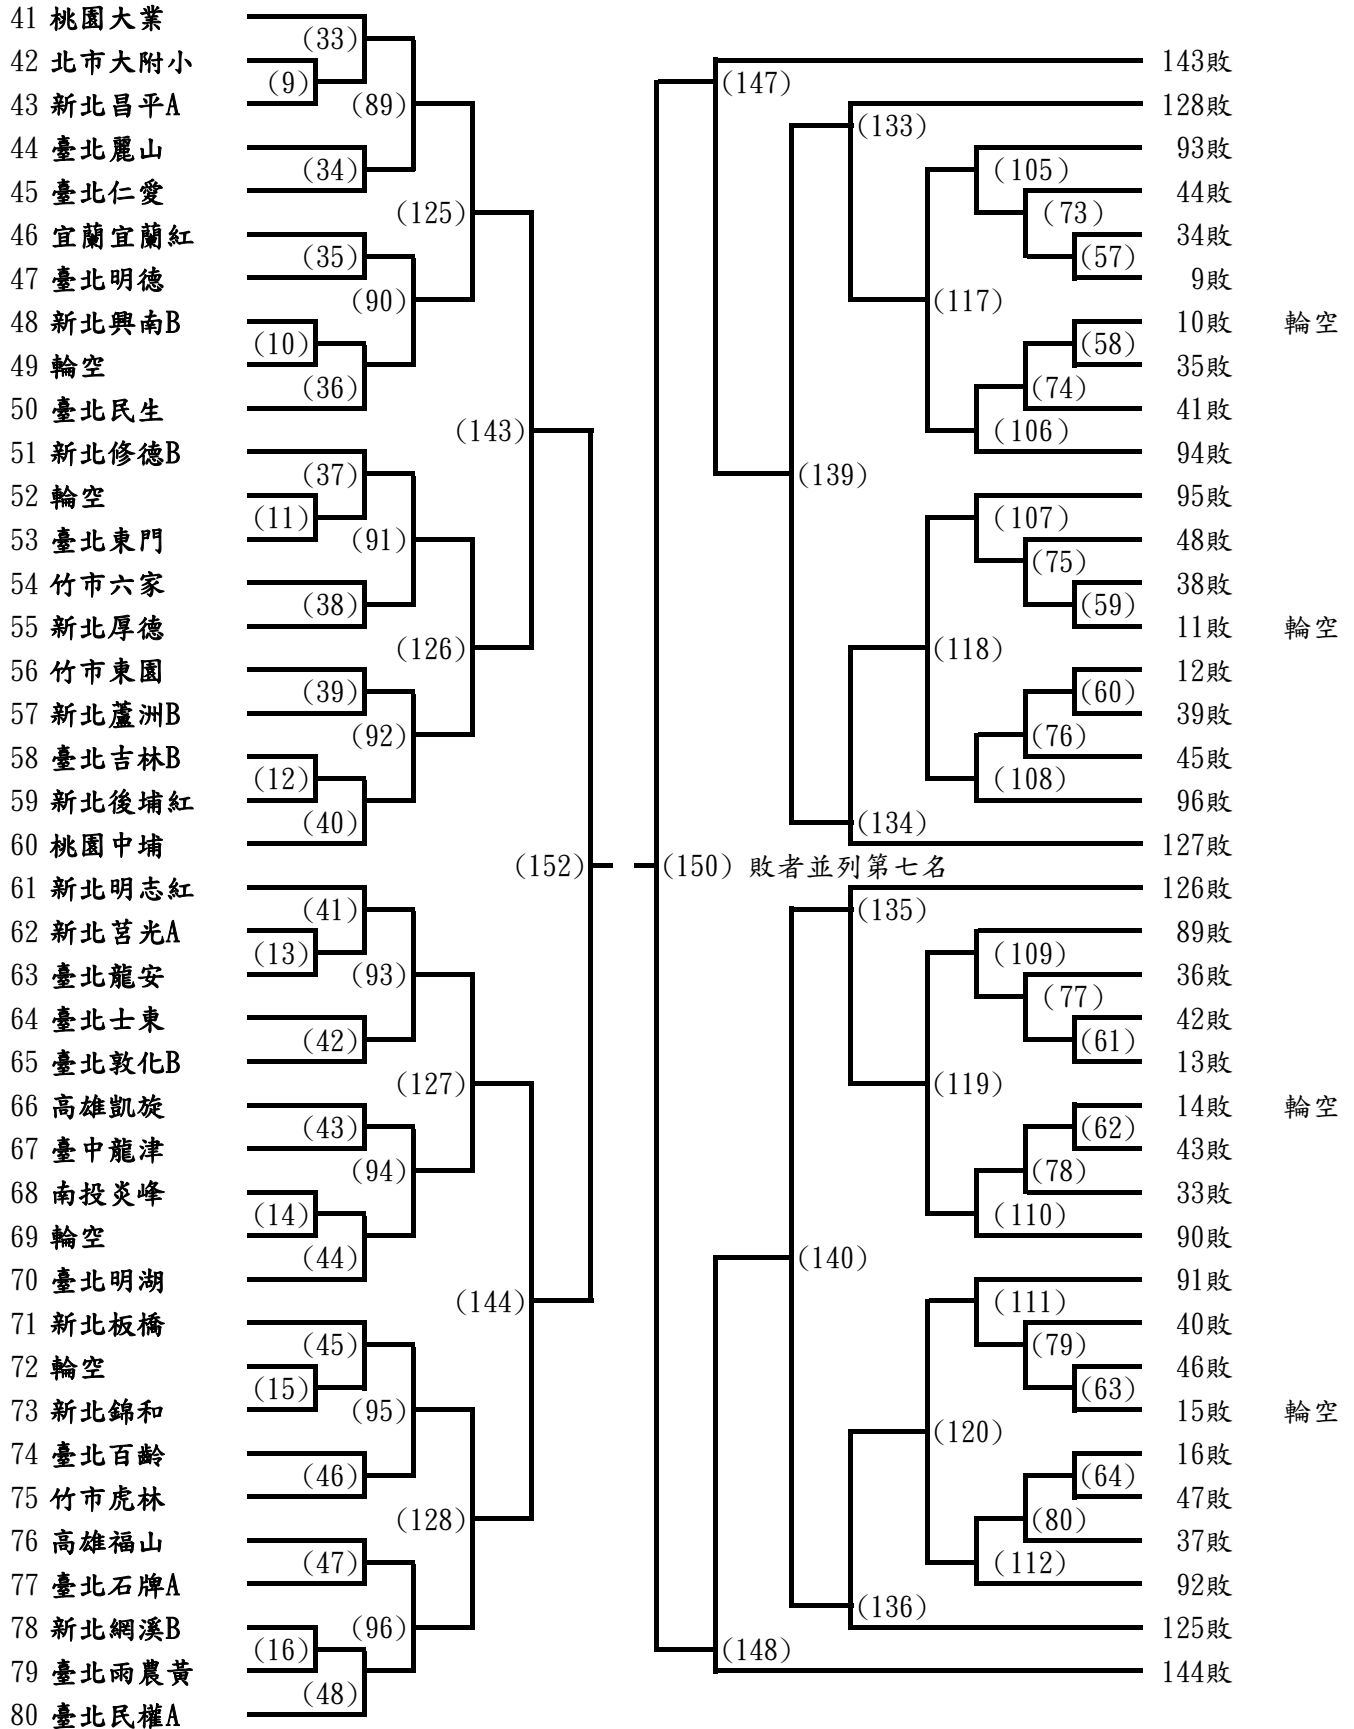 41 桃園大業
(33)
42 北市大附小
(9)
43 新北昌平A
(89)
44 臺北麗山
(34)
45 臺北仁愛
(125)
46 宜蘭宜蘭紅
(35)
47 臺北明德
(90)
48 新北興南B
(10)
49 輪空
(36)
50 臺北民生
(143)
51 新北修德B
(37)
52 輪空
(11)
53 臺北東門
(91)
54 竹市六家
(38)
55 新北厚德
(126)
56 竹市東園
(39)
57 新北蘆洲B
(92)
58 臺北吉林B
(12)
59 新北後埔紅
(40)
60 桃園中埔
(152)
61 新北明志紅
(41)
62 新北莒光A
(13)
63 臺北龍安
(93)
64 臺北士東
(42)
65 臺北敦化B
(127)
66 高雄凱旋
(43)
67 臺中龍津
(94)
68 南投炎峰
(14)
69 輪空
(44)
70 臺北明湖
(144)
71 新北板橋
(45)
72 輪空
(15)
73 新北錦和
(95)
74 臺北百齡
(46)
75 竹市虎林
(128)
76 高雄福山
(47)
77 臺北石牌A
(96)
78 新北網溪B
(16)
79 臺北雨農黃
(48)
80 臺北民權A
143敗
(147)
128敗
(133)
93敗
(105)
44敗
(73)
34敗
(57)
9敗
(117)
10敗 輪空
(58)
35敗
(74)
41敗
(106)
94敗
(139)
95敗
(107)
48敗
(75)
38敗
(59)
11敗 輪空
(118)
12敗
(60)
39敗
(76)
45敗
(108)
96敗
(134)
127敗
(150) 敗者並列第七名
126敗
(135)
89敗
(109)
36敗
(77)
42敗
(61)
13敗
(119)
14敗 輪空
(62)
43敗
(78)
33敗
(110)
90敗
(140)
91敗
(111)
40敗
(79)
46敗
(63)
15敗 輪空
(120)
16敗
(64)
47敗
(80)
37敗
(112)
92敗
(136)
125敗
(148)
144敗